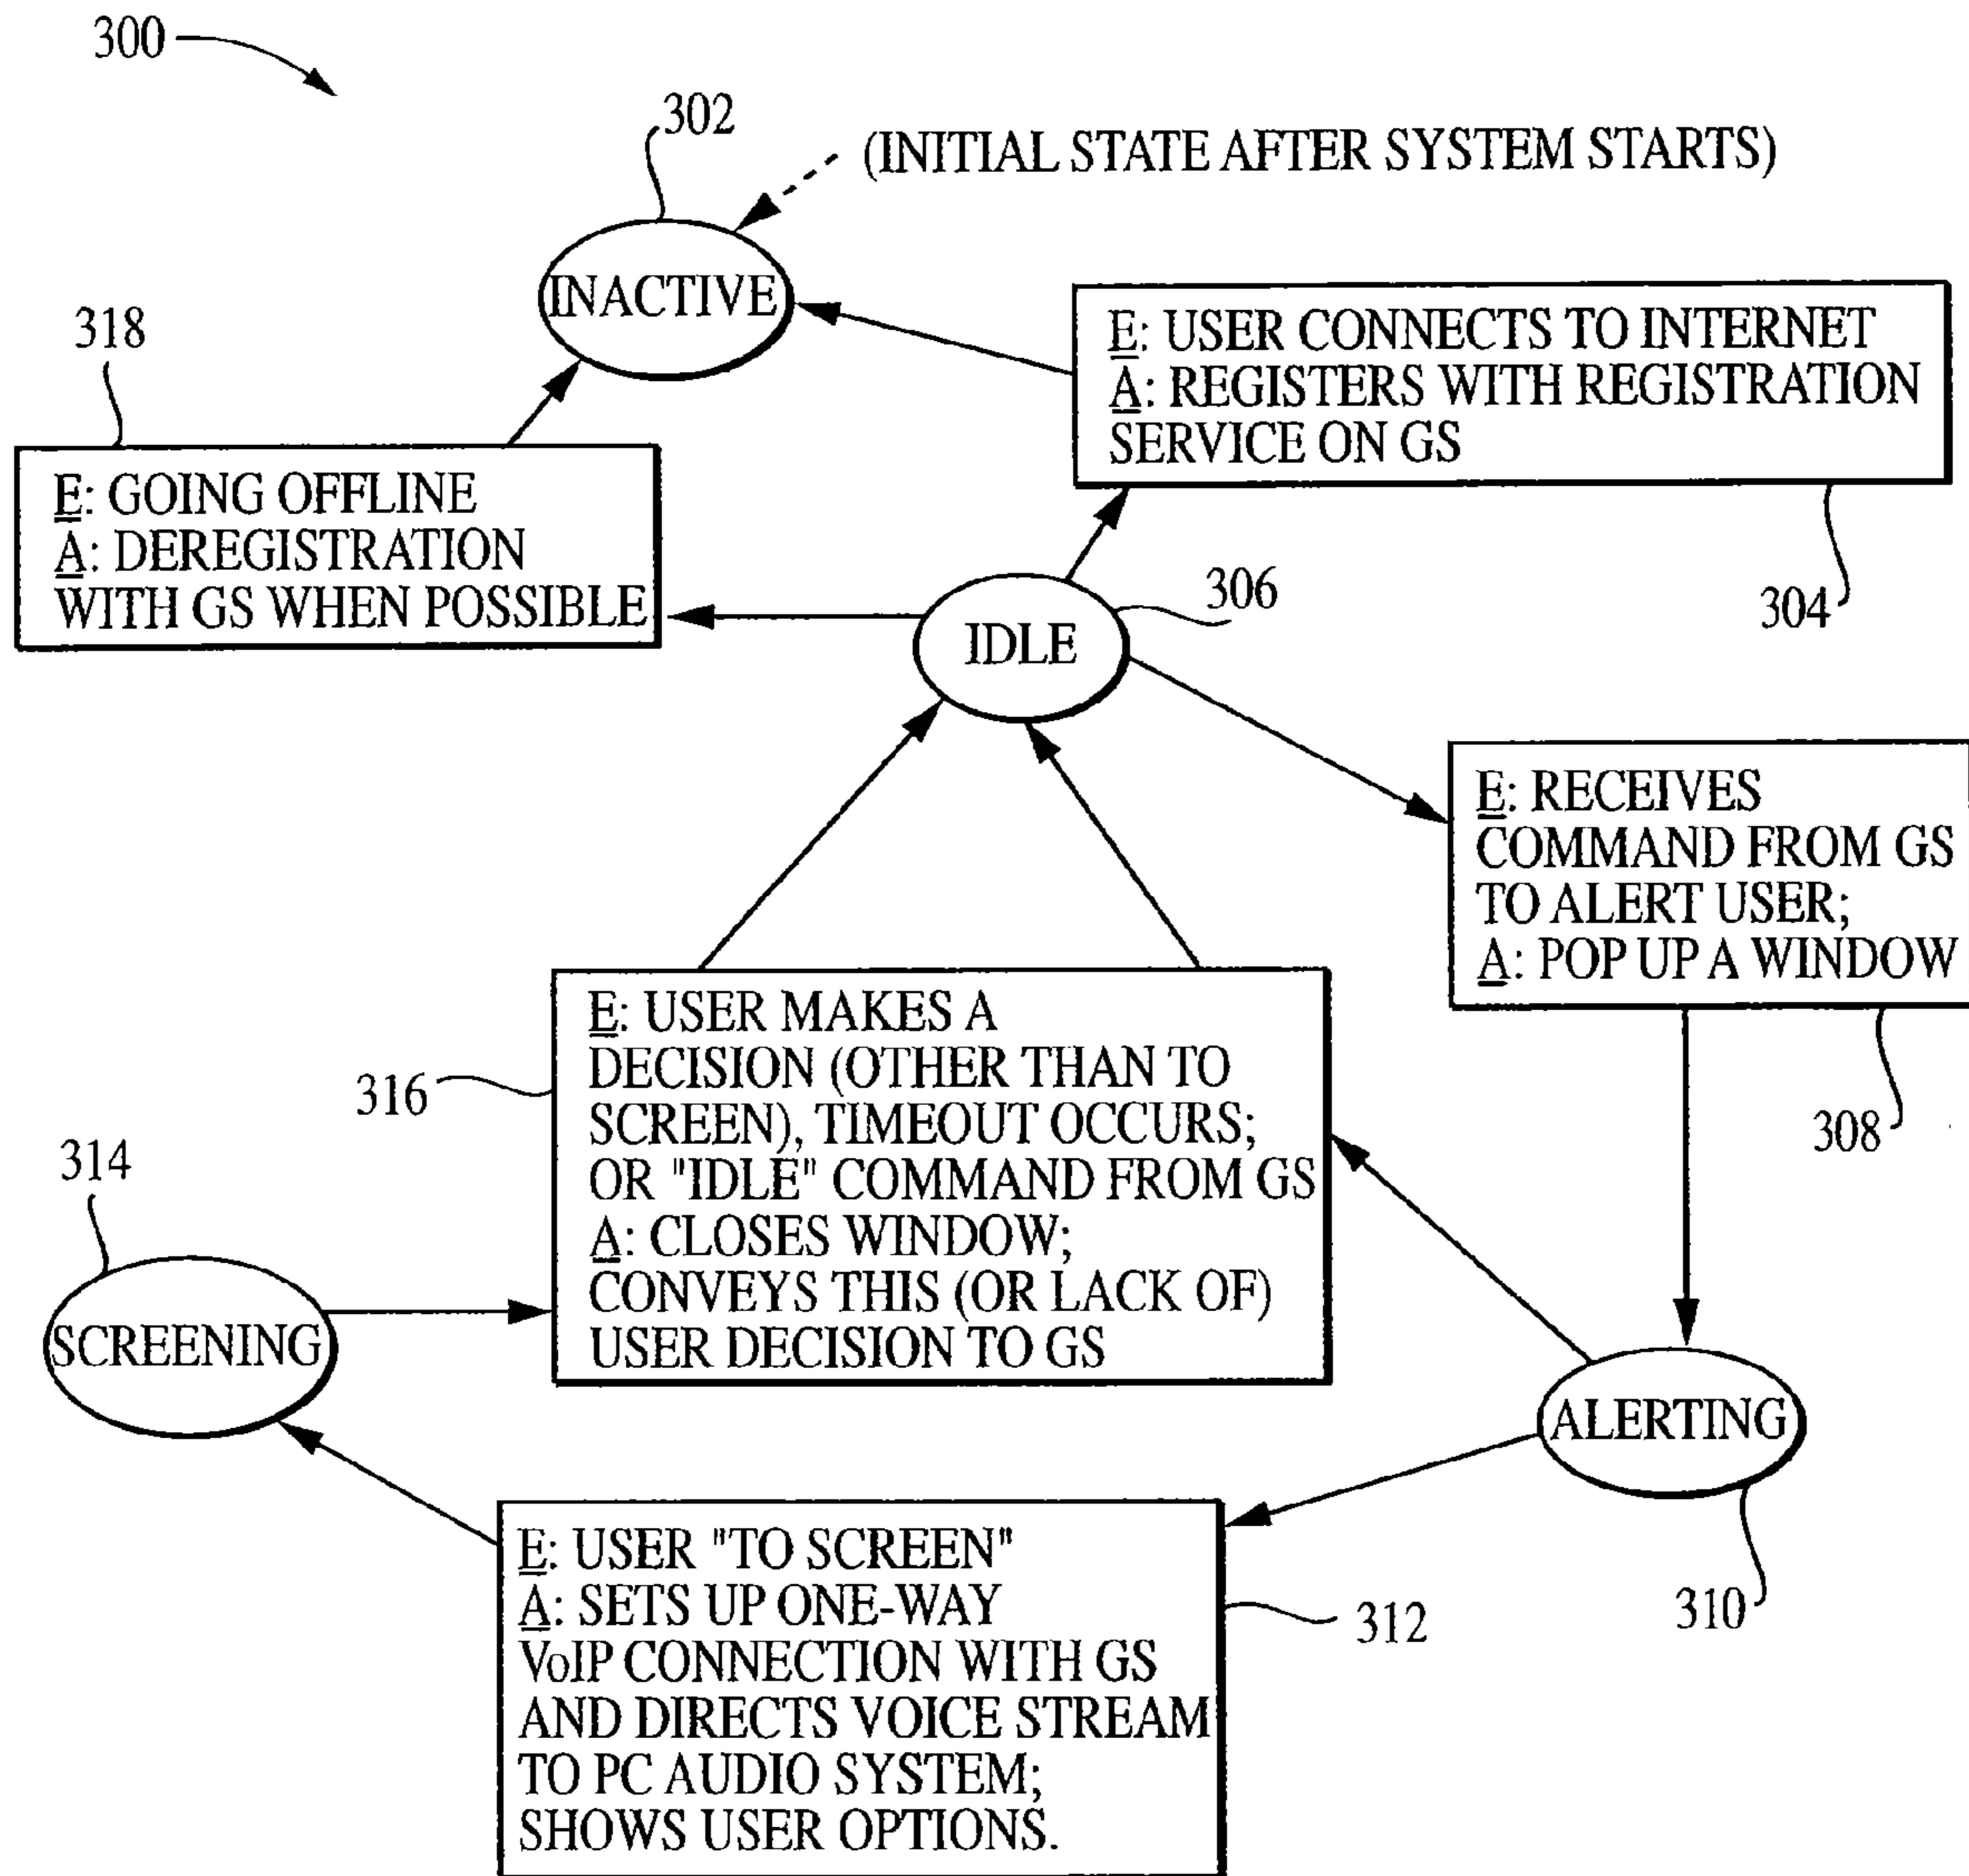 300
302
(INITIAL STATE AFTER SYSTEM STARTS)
INACTIVE
318
E: USER CONNECTS TO INTERNET
A: REGISTERS WITH REGISTRATION
SERVICE ON GS
304
E: GOING OFFLINE
A: DEREGISTRATION
WITH GS WHEN POSSIBLE
306
IDLE
E: RECEIVES
COMMAND FROM GS
TO ALERT USER;
A: POP UP A WINDOW
308
316
E: USER MAKES A
DECISION (OTHER THAN TO
SCREEN), TIMEOUT OCCURS;
OR "IDLE" COMMAND FROM GS
A: CLOSES WINDOW;
CONVEYS THIS (OR LACK OF)
USER DECISION TO GS
314
SCREENING
ALERTING
310
E: USER "TO SCREEN"
A: SETS UP ONE-WAY
VoIP CONNECTION WITH GS
AND DIRECTS VOICE STREAM
TO PC AUDIO SYSTEM;
SHOWS USER OPTIONS.
312